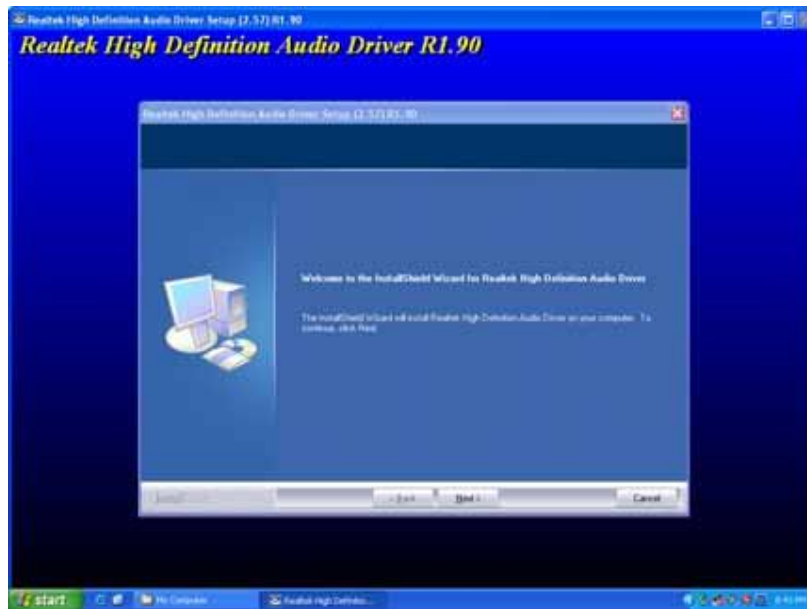 Realtek High Definition Audio Driver Setup (2.57) R1.90
Realtek High Definition Audio Driver R1.90
Realtek High Definition Audio Driver Setup (2.57) R1.90
Welcome to the InstallShield Wizard for Realtek High Definition Audio Driver
The InstallShield Wizard will install Realtek High Definition Audio Driver on your computer. To
continue, click Next.
InstallShield
< Back
Next >
Cancel
start
My Computer
Realtek High Definitio...